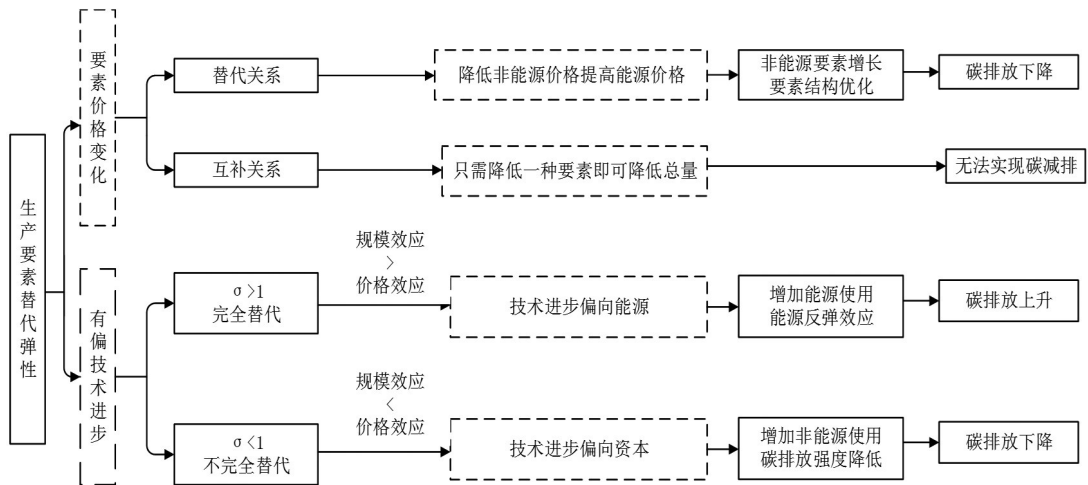 生产要素替代弹性
要素价格变化
替代关系
降低非能源价格提高能源价格
非能源要素增长
要素结构优化
碳排放下降
互补关系
只需降低一种要素即可降低总量
无法实现碳减排
有偏技术进步
σ>1
完全替代
规模效应
>
价格效应
技术进步偏向能源
增加能源使用
能源反弹效应
碳排放上升
σ<1
不完全替代
规模效应
<
价格效应
技术进步偏向资本
增加非能源使用
碳排放强度降低
碳排放下降